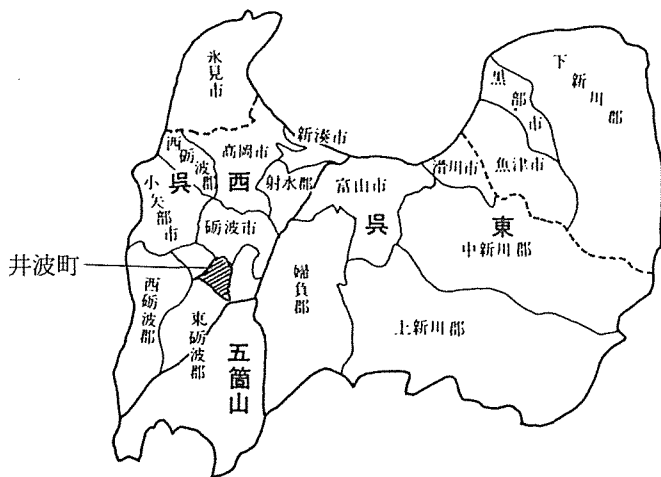 氷見市
下新川郡
黒部市
新湊市
高岡市
西砺波郡
魚津市
滑川市
射水郡
富山市
小矢部市
呉西
呉東
砺波市
中新川郡
井波町
婦負郡
西砺波郡
東砺波郡
上新川郡
五箇山